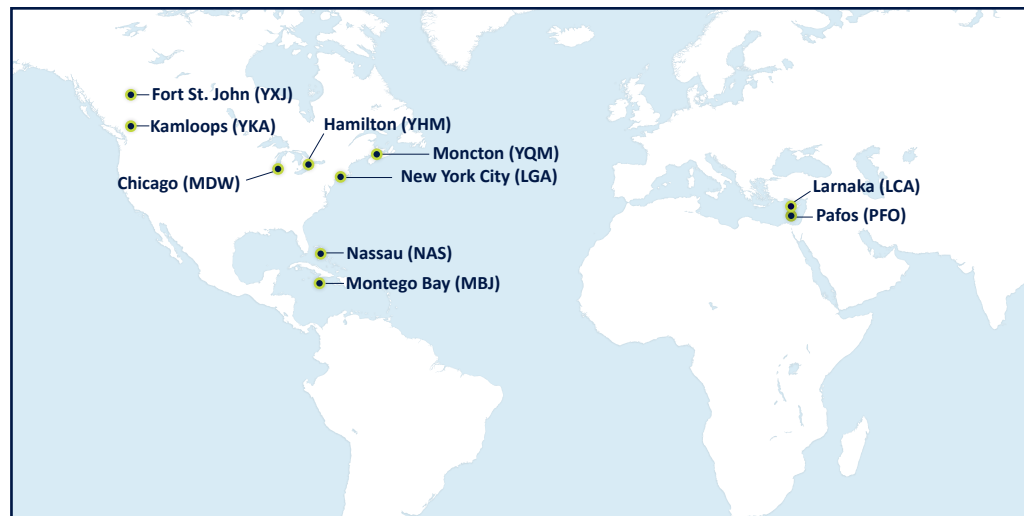 Fort St. John (YXJ)
Kamloops (YKA)
Hamilton (YHM)
Moncton (YQM)
Chicago (MDW)
New York City (LGA)
Larnaka (LCA)
Pafos (PFO)
Nassau (NAS)
Montego Bay (MBJ)